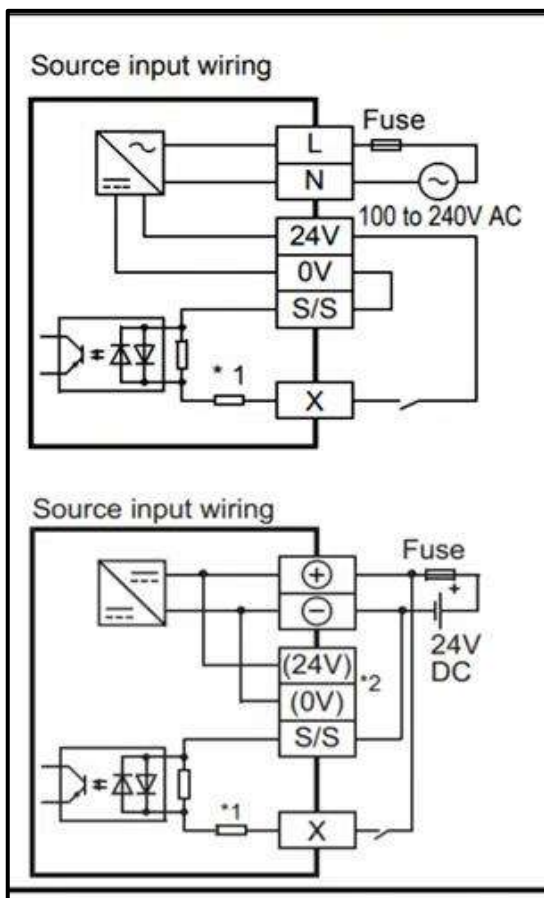 Source input wiring
Fuse
L
N
100 to 240V AC
24V
0V
S/S
* 1
X
Source input wiring
Fuse
+
−
+
24V
DC
(24V)
*2
(0V)
S/S
*1
X